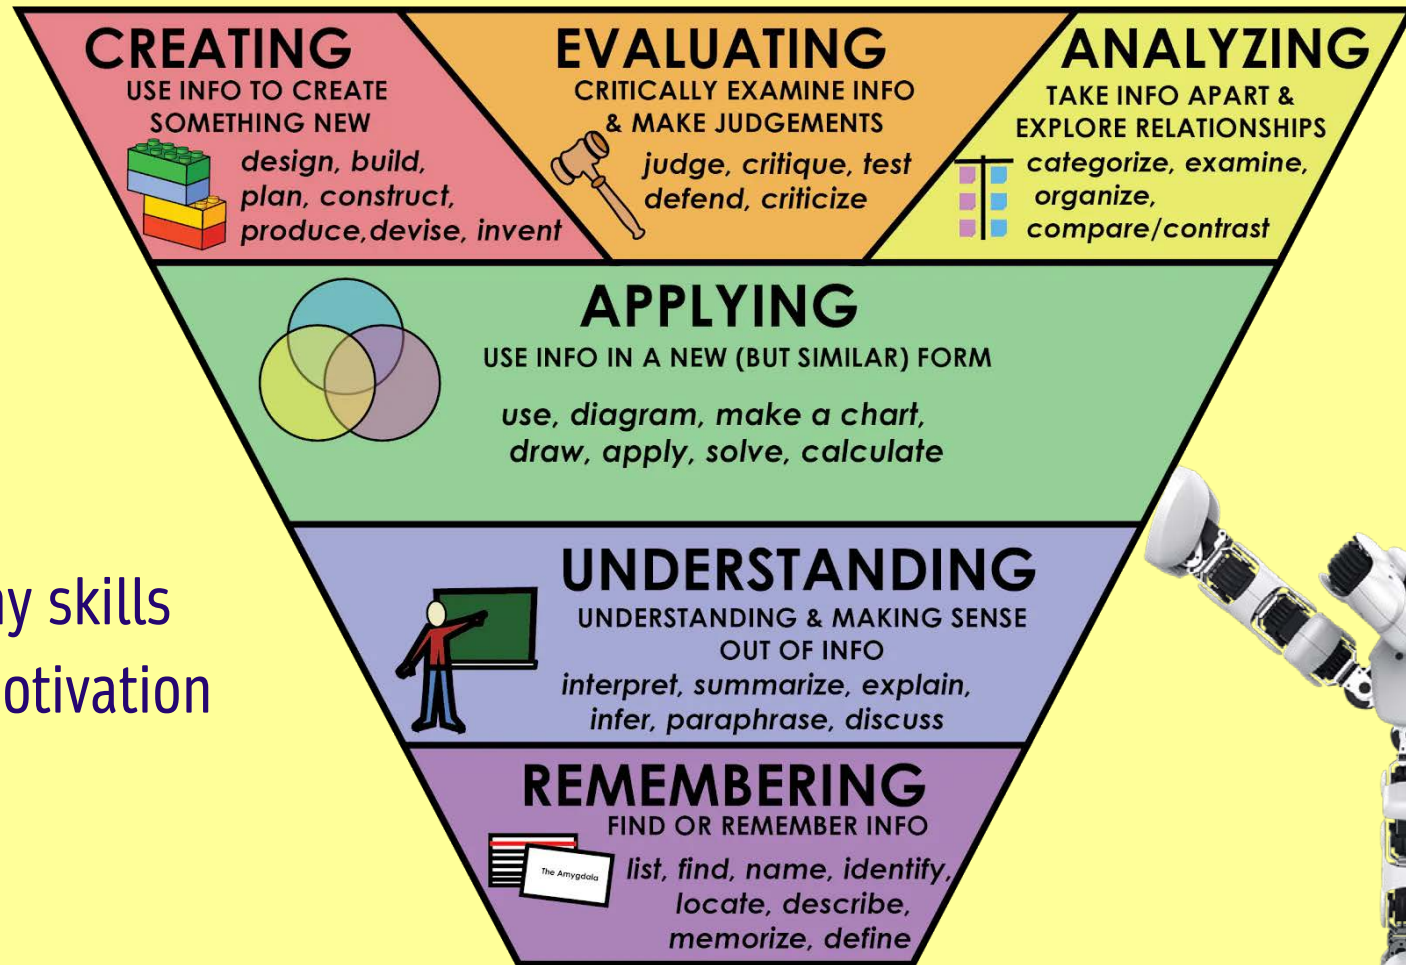 CREATING
USE INFO TO CREATE
SOMETHING NEW
design, build,
plan, construct,
produce, devise, invent
EVALUATING
CRITICALLY EXAMINE INFO
& MAKE JUDGEMENTS
judge, critique, test
defend, criticize
ANALYZING
TAKE INFO APART &
EXPLORE RELATIONSHIPS
categorize, examine,
organize,
compare/contrast
APPLYING
USE INFO IN A NEW (BUT SIMILAR) FORM
use, diagram, make a chart,
draw, apply, solve, calculate
skills
UNDERSTANDING
UNDERSTANDING & MAKING SENSE
OUT OF INFO
interpret, summarize, explain,
infer, paraphrase, discuss
REMEMBERING
FIND OR REMEMBER INFO
The Amygdala
list, find, name, identify,
locate, describe,
memorize, define